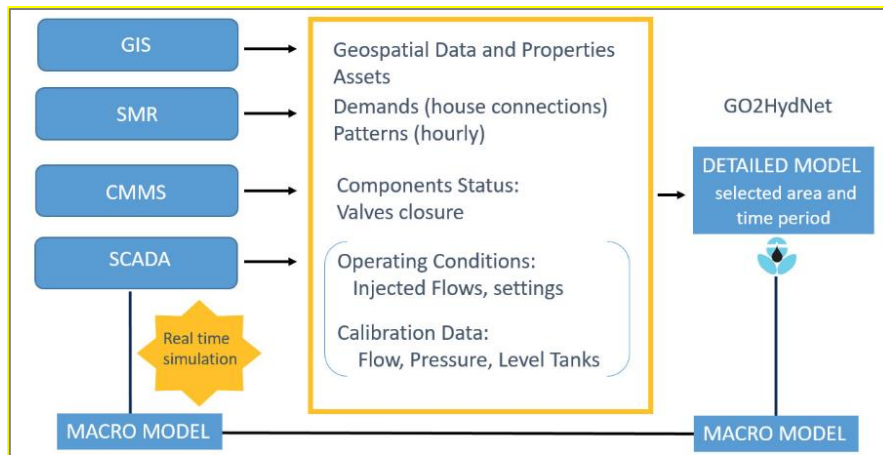 GIS
SMR
CMMS
SCADA
Real time
simulation
MACRO MODEL
Geospatial Data and Properties
Assets
Demands (house connections)
Patterns (hourly)
Components Status:
Valves closure
Operating Conditions:
Injected Flows, settings
Calibration Data:
Flow, Pressure, Level Tanks
GO2HydNet
DETAILED MODEL
selected area and
time period
MACRO MODEL